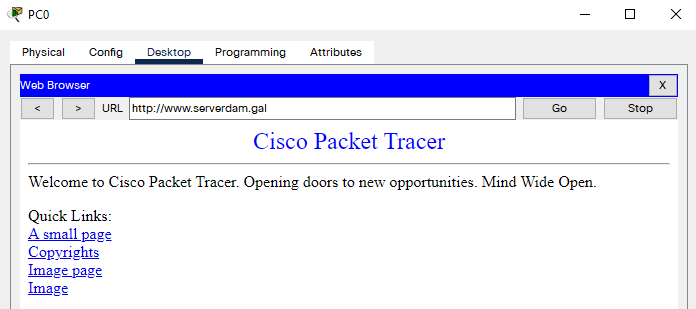 PC0
Physical Config Desktop Programming Attributes
Web Browser X
< > URL http://www.serverdam.gal Go Stop
Cisco Packet Tracer
Welcome to Cisco Packet Tracer. Opening doors to new opportunities. Mind Wide Open.
Quick Links:
A small page
Copyrights
Image page
Image